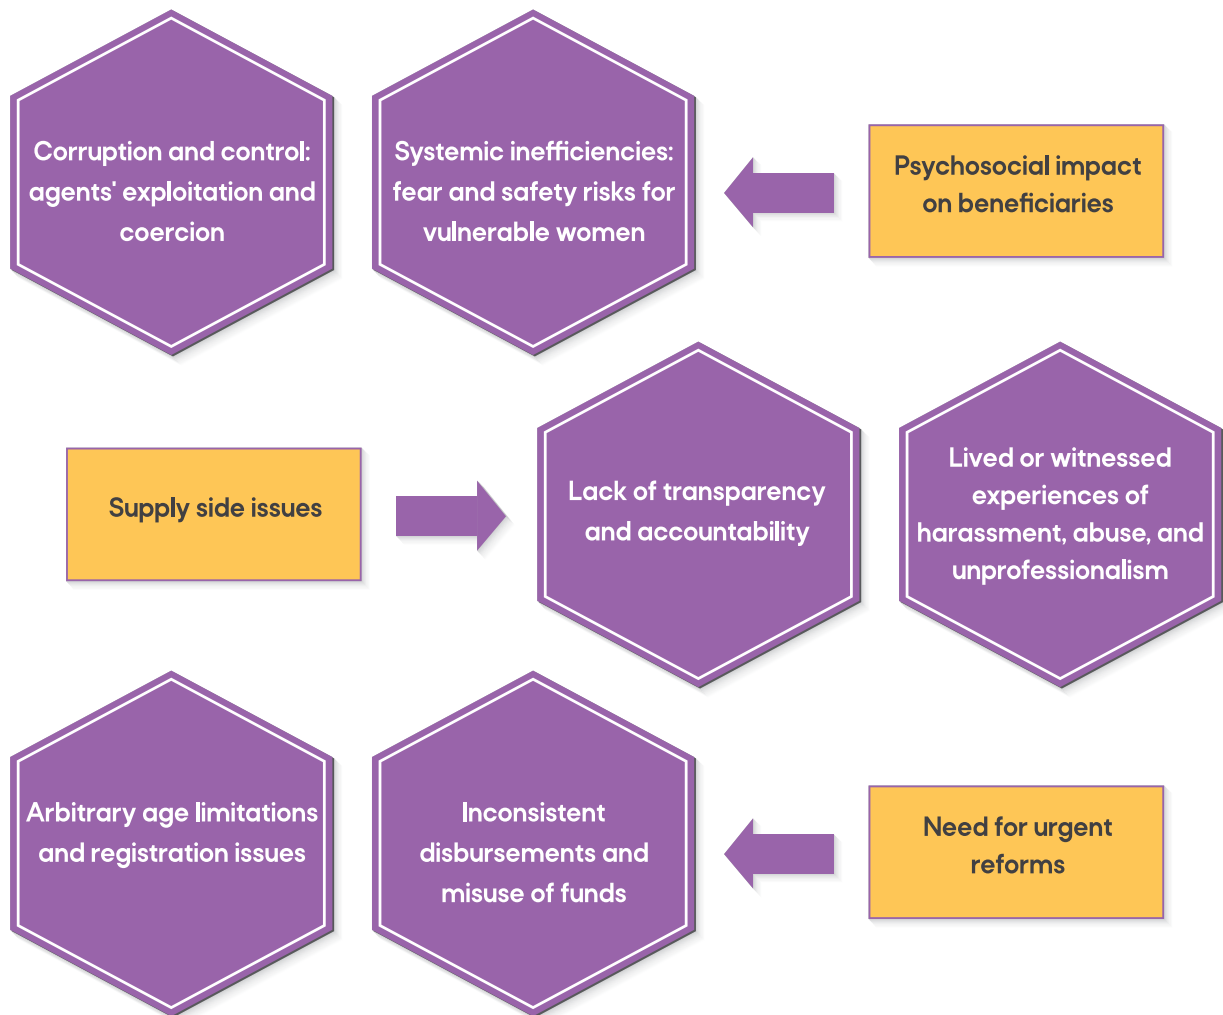 Corruption and control:
agents' exploitation and
coercion
Systemic inefficiencies:
fear and safety risks for
vulnerable women
Psychosocial impact
on beneficiaries
Supply side issues
Lack of transparency
and accountability
Lived or witnessed
experiences of
harassment, abuse, and
unprofessionalism
Arbitrary age limitations
and registration issues
Inconsistent
disbursements and
misuse of funds
Need for urgent
reforms